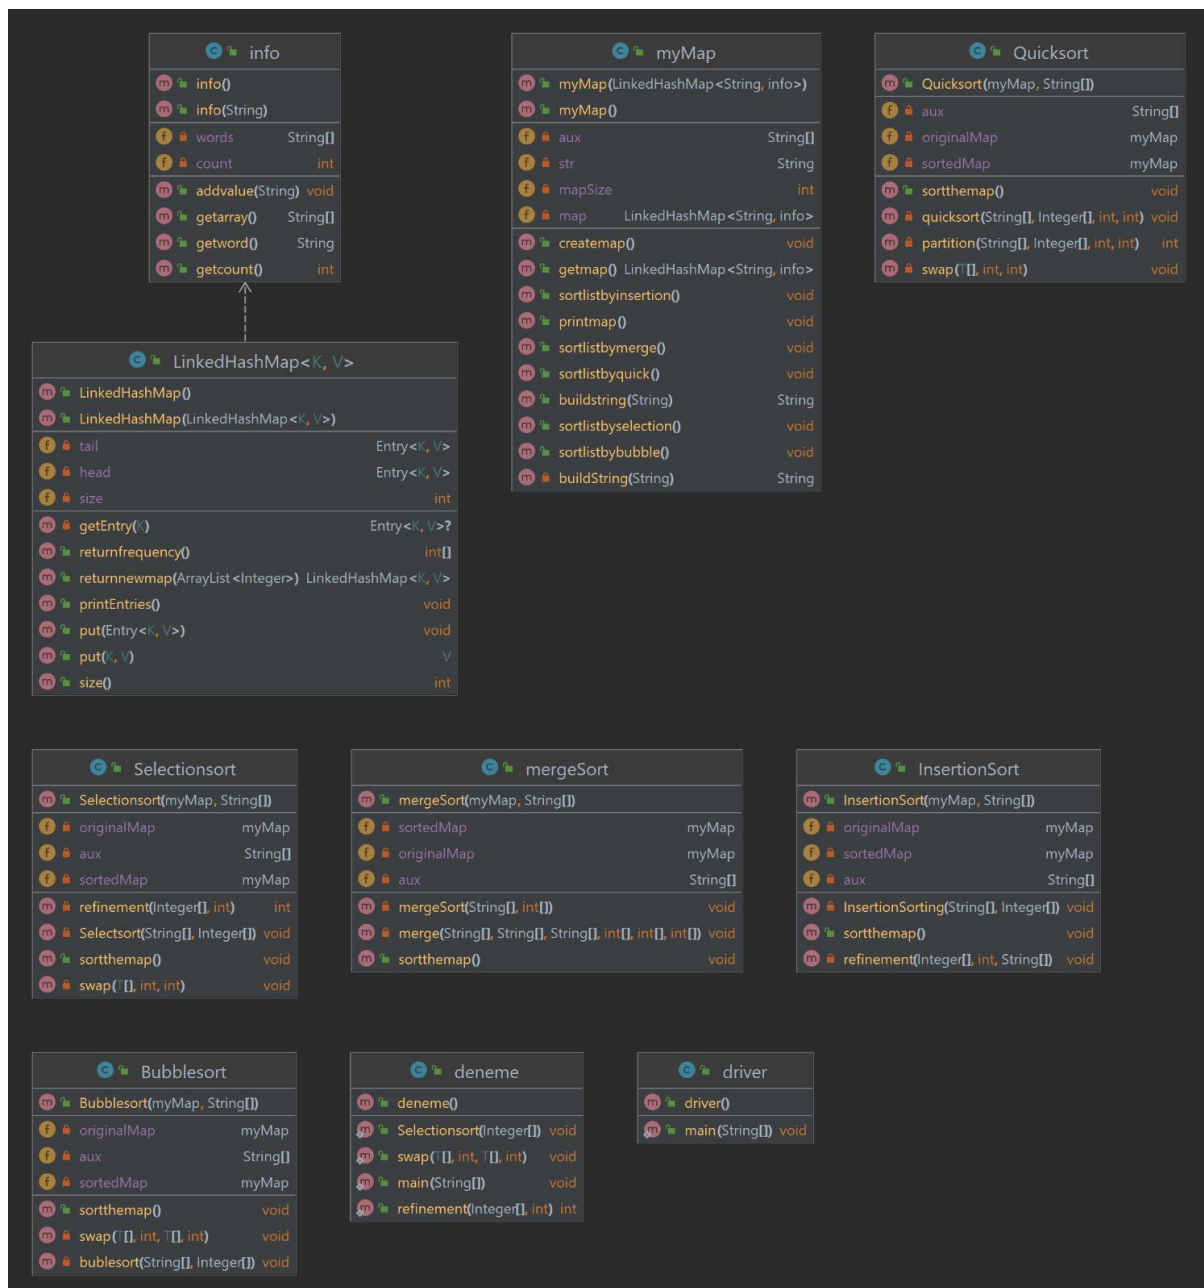 info
info()
info(String)
words String[]
count int
addvalue(String) void
getarray() String[]
getword() String
getcount() int
myMap
myMap(LinkedHashMap<String, info>)
myMap()
aux String[]
str String
mapSize int
map LinkedHashMap<String, info>
createmap() void
getmap() LinkedHashMap<String, info>
sortlistbyinsertion() void
printmap() void
sortlistbymerge() void
sortlistbyquick() void
buildstring(String) String
sortlistbyselection() void
sortlistbybubble() void
buildString(String) String
Quicksort
Quicksort(myMap, String[])
aux String[]
originalMap myMap
sortedMap myMap
sortthemap() void
quicksort(String[], Integer[], int, int) void
partition(String[], Integer[], int, int) int
swap(T[], int, int) void
LinkedHashMap<K, V>
LinkedHashMap()
LinkedHashMap(LinkedHashMap<K, V>)
tail Entry<K, V>
head Entry<K, V>
size int
getEntry(K) Entry<K, V>?
returnfrequency() int[]
returnnewmap(ArrayList<Integer>) LinkedHashMap<K, V>
printEntries() void
put(Entry<K, V>) void
put(K, V) V
size() int
Selectionsort
Selectionsort(myMap, String[])
originalMap myMap
aux String[]
sortedMap myMap
refinement(Integer[], int) int
Selectsort(String[], Integer[]) void
sortthemap() void
swap(T[], int, int) void
mergeSort
mergeSort(myMap, String[])
sortedMap myMap
originalMap myMap
aux String[]
mergeSort(String[], int[]) void
merge(String[], String[], String[], int[], int[], int[]) void
sortthemap() void
InsertionSort
InsertionSort(myMap, String[])
originalMap myMap
sortedMap myMap
aux String[]
InsertionSorting(String[], Integer[]) void
sortthemap() void
refinement(Integer[], int, String[]) void
Bubblesort
Bubblesort(myMap, String[])
originalMap myMap
aux String[]
sortedMap myMap
sortthemap() void
swap(T[], int, T[], int) void
bublesort(String[], Integer[]) void
deneme
deneme()
Selectionsort(Integer[]) void
swap(T[], int, T[], int) void
main(String[]) void
refinement(Integer[], int) int
driver
driver()
main(String[]) void